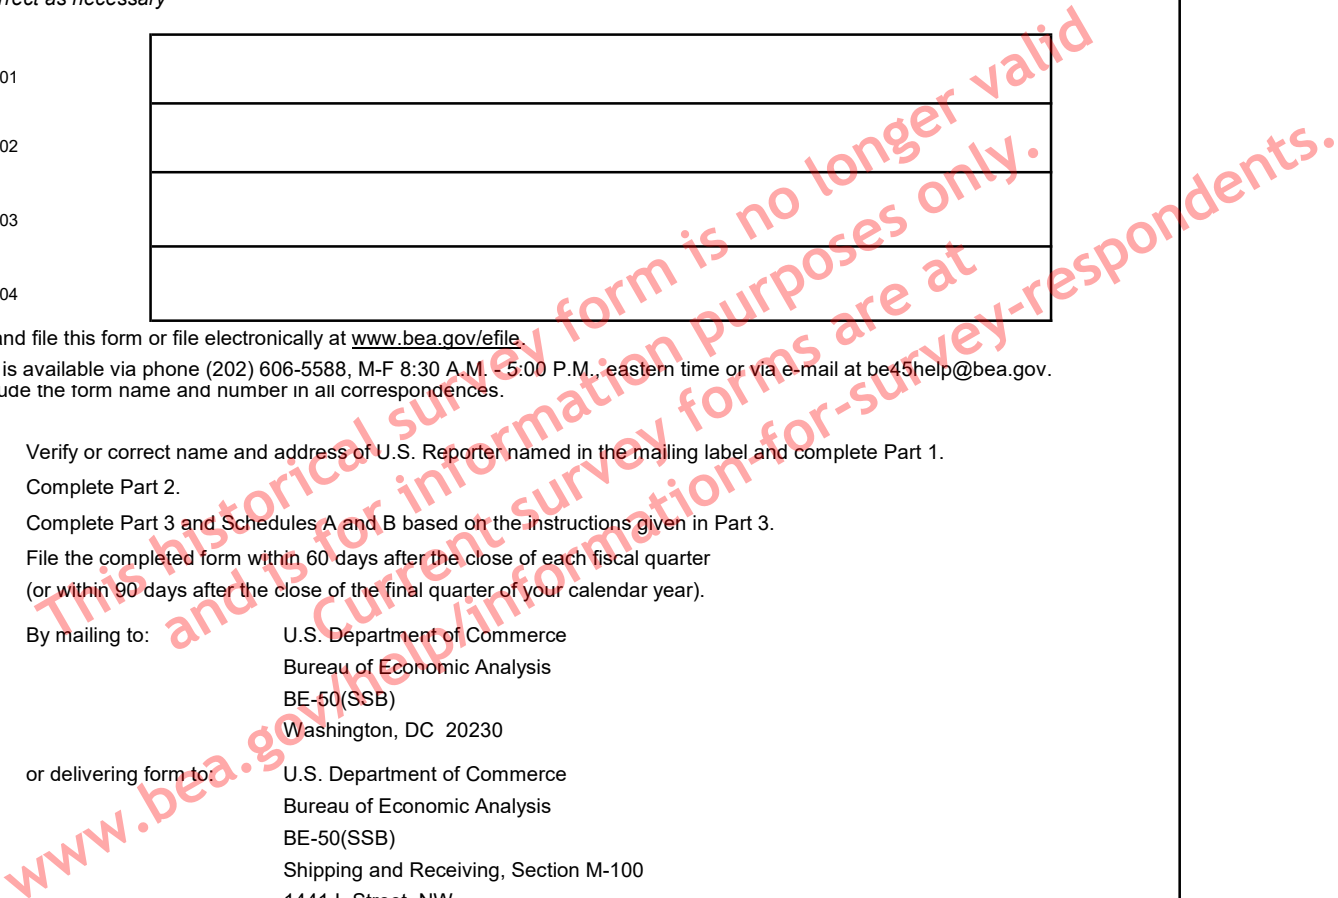 as necessary
01
02
03
04
and file this form or file electronically at www.bea.gov/efile.
is available via phone (202) 606-5588, M-F 8:30 A.M. - 5:00 P.M., eastern time or via e-mail at be45help@bea.gov.
the form name and number in all correspondences.
Verify or correct name and address of U.S. Reporter named in the mailing label and complete Part 1.
Complete Part 2.
Complete Part 3 and Schedules A and B based on the instructions given in Part 3.
File the completed form within 60 days after the close of each fiscal quarter
(or within 90 days after the close of the final quarter of your calendar year).
By mailing to: U.S. Department of Commerce
Bureau of Economic Analysis
BE-50(SSB)
Washington, DC 20230
or delivering form to: U.S. Department of Commerce
Bureau of Economic Analysis
BE-50(SSB)
Shipping and Receiving, Section M-100
1441 L Street, NW
This historical survey form is no longer valid
and is for information purposes only.
Current survey forms are at
www.bea.gov/help/information-for-survey-respondents.